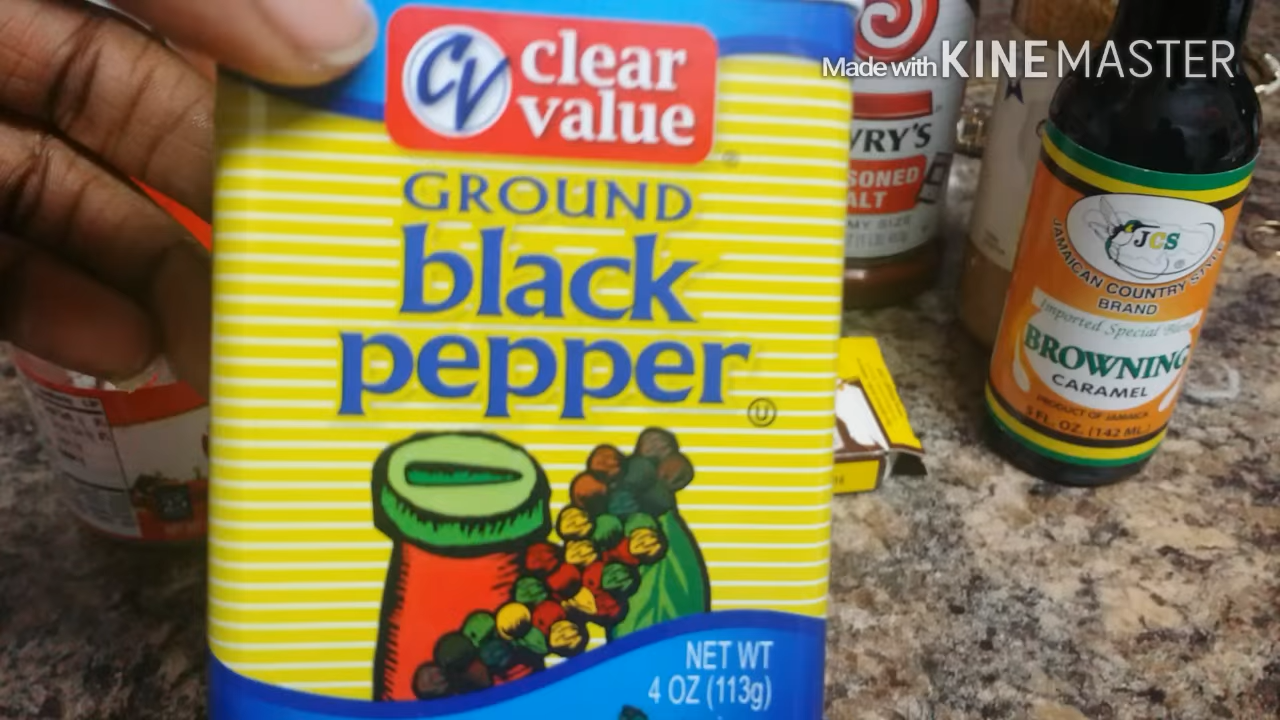 CV
clear
value
GROUND
black
pepper
U
NET WT
4 OZ (113g)
Made with KINEMASTER
WRY'S
SONED
ALT
JCS
JAMAICAN COUNTRY STYLE
BRAND
Imported Special Blend
BROWNING
CARAMEL
PRODUCT OF JAMAICA
5 FL. OZ. (142 ML.)